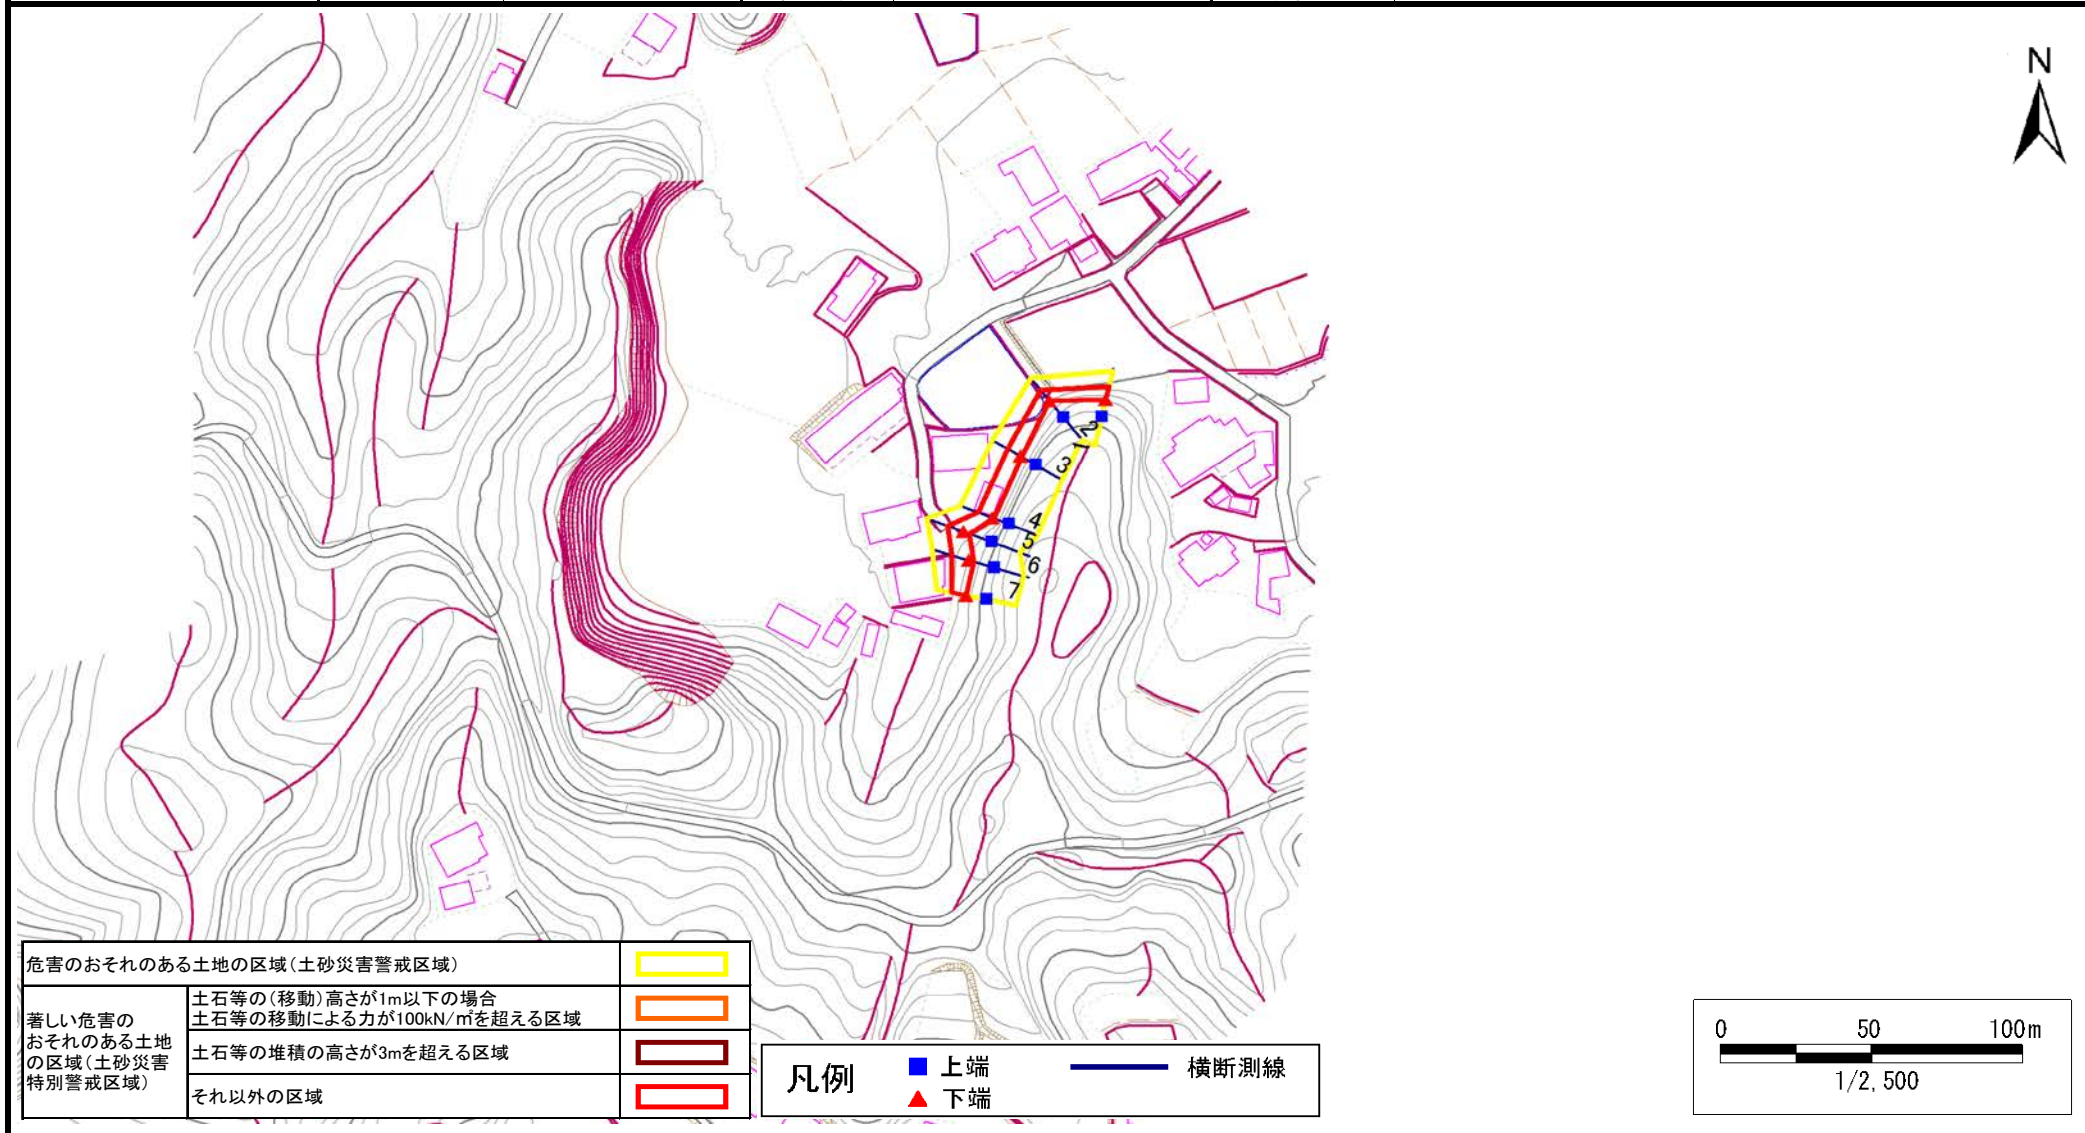 N
2
1
3
4
5
6
7
危害のおそれのある土地の区域(土砂災害警戒区域)
著しい危害の
おそれのある土地
の区域(土砂災害
特別警戒区域)
土石等の(移動)高さが1m以下の場合
土石等の移動による力が100kN/㎡を超える区域
土石等の堆積の高さが3mを超える区域
それ以外の区域
凡例
上端
下端
横断測線
0 50 100m
1/2,500